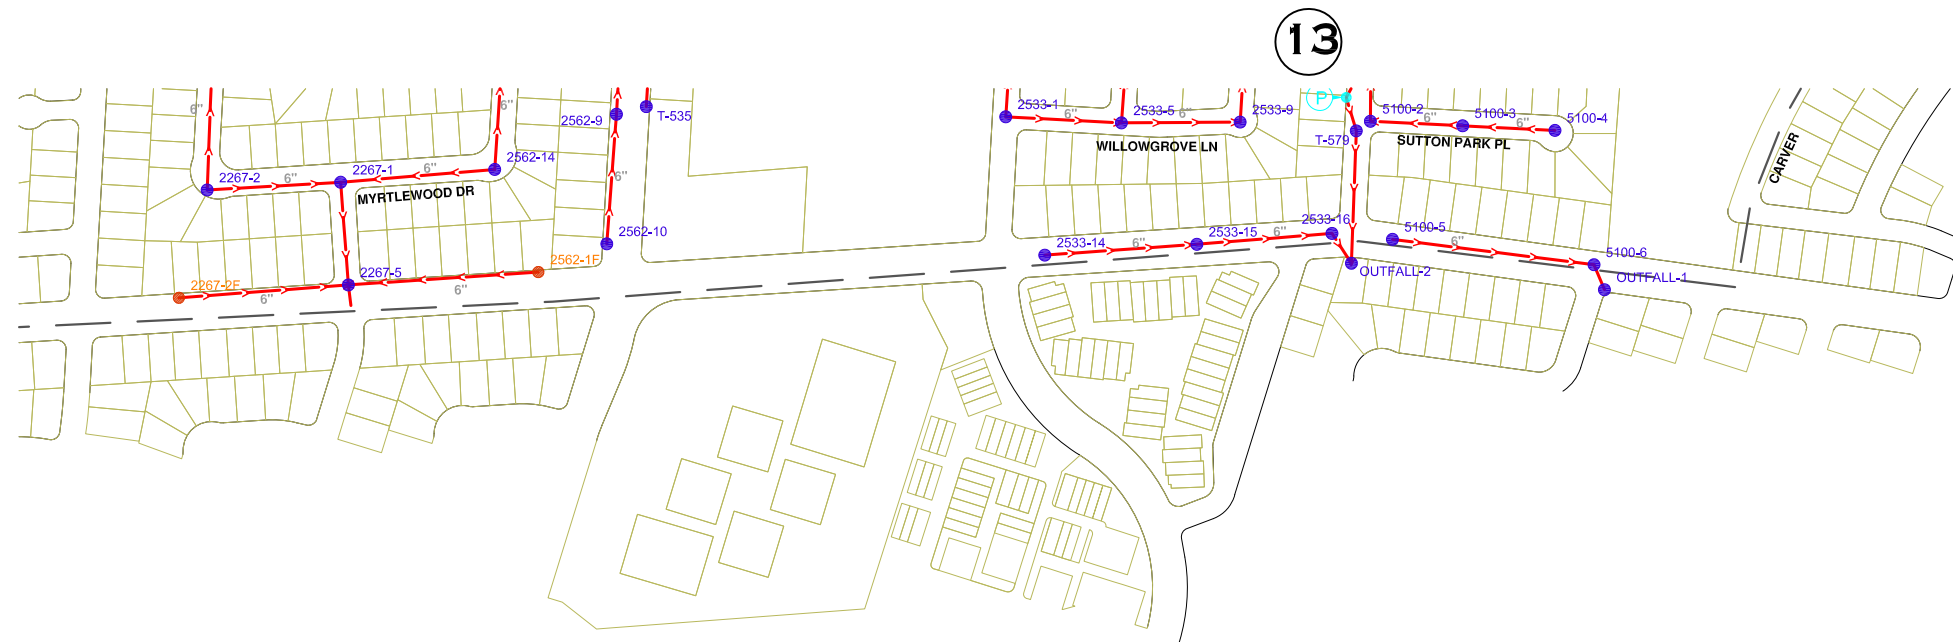 13
P
6"
6"
2562-9
T-535
2533-1
6"
2533-5
6"
2533-9
5100-2
6"
5100-3
6"
5100-4
T-579
WILLOWGROVE LN
SUTTON PARK PL
CARVER
2562-14
2267-1
6"
2267-2
6"
6"
MYRTLEWOOD DR
2562-10
2533-16
2533-14
6"
2533-15
6"
5100-5
6"
5100-6
2562-1F
2267-5
2267-2F
6"
6"
OUTFALL-2
OUTFALL-1